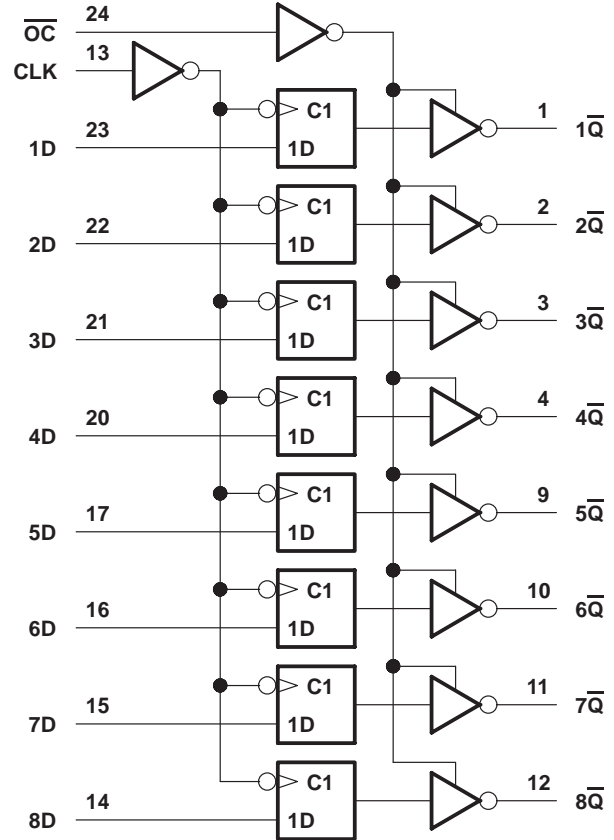 O̅C̅ 24
CLK 13
C1
1D 23 1D 1 1Q̅
C1
2D 22 1D 2 2Q̅
C1
3D 21 1D 3 3Q̅
C1
4D 20 1D 4 4Q̅
C1
5D 17 1D 9 5Q̅
C1
6D 16 1D 10 6Q̅
C1
7D 15 1D 11 7Q̅
C1
8D 14 1D 12 8Q̅